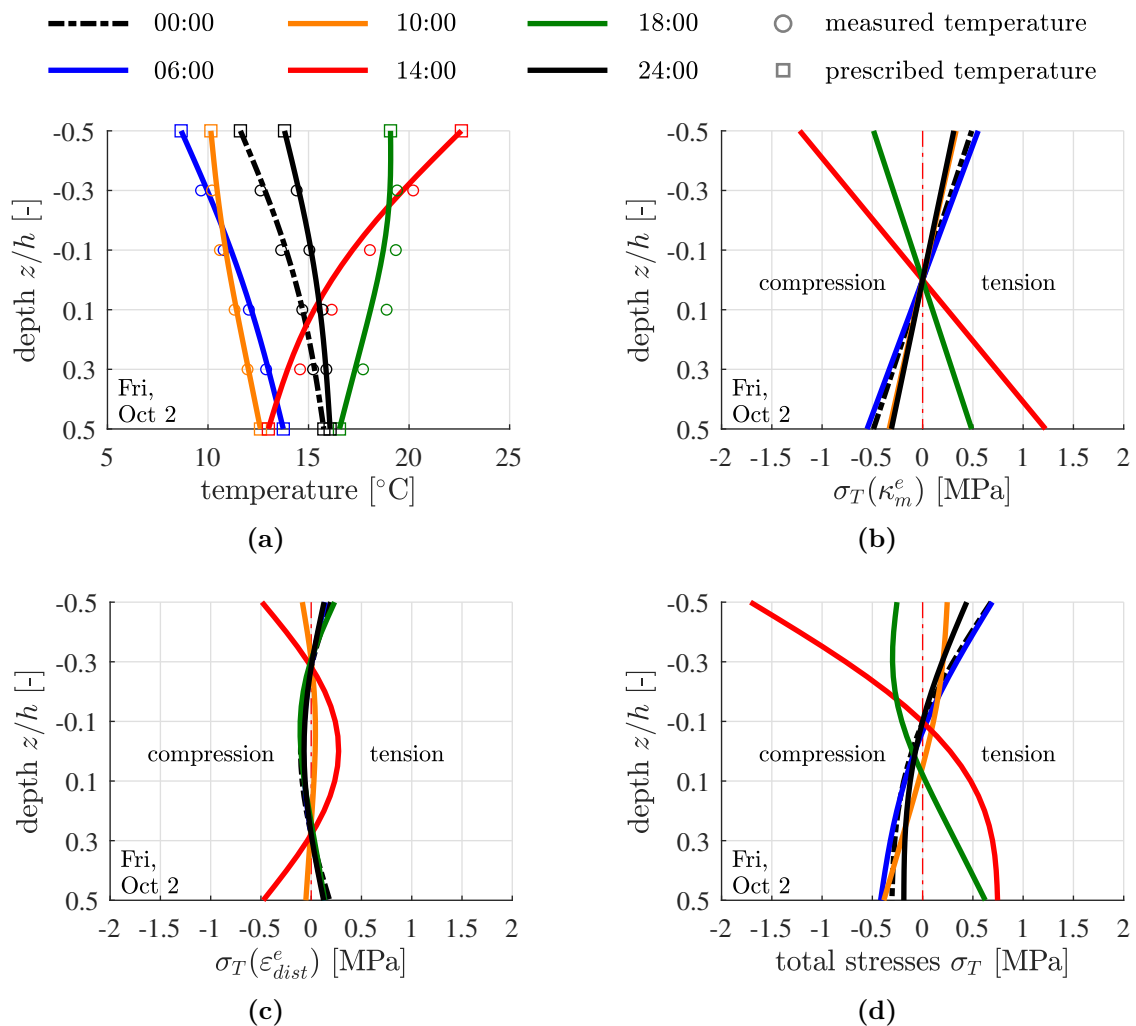 00:00 10:00 18:00 measured temperature
06:00 14:00 24:00 prescribed temperature
-0.5
-0.3
-0.1
0.1
0.3
0.5
depth z/h [-]
Fri,
Oct 2
5 10 15 20 25
temperature [°C]
(a)
-0.5
-0.3
-0.1
0.1
0.3
0.5
depth z/h [-]
compression tension
Fri,
Oct 2
-2 -1.5 -1 -0.5 0 0.5 1 1.5 2
σ_T(κ_m^e) [MPa]
(b)
-0.5
-0.3
-0.1
0.1
0.3
0.5
depth z/h [-]
compression tension
Fri,
Oct 2
-2 -1.5 -1 -0.5 0 0.5 1 1.5 2
σ_T(ε_dist^e) [MPa]
(c)
-0.5
-0.3
-0.1
0.1
0.3
0.5
depth z/h [-]
compression tension
Fri,
Oct 2
-2 -1.5 -1 -0.5 0 0.5 1 1.5 2
total stresses σ_T [MPa]
(d)